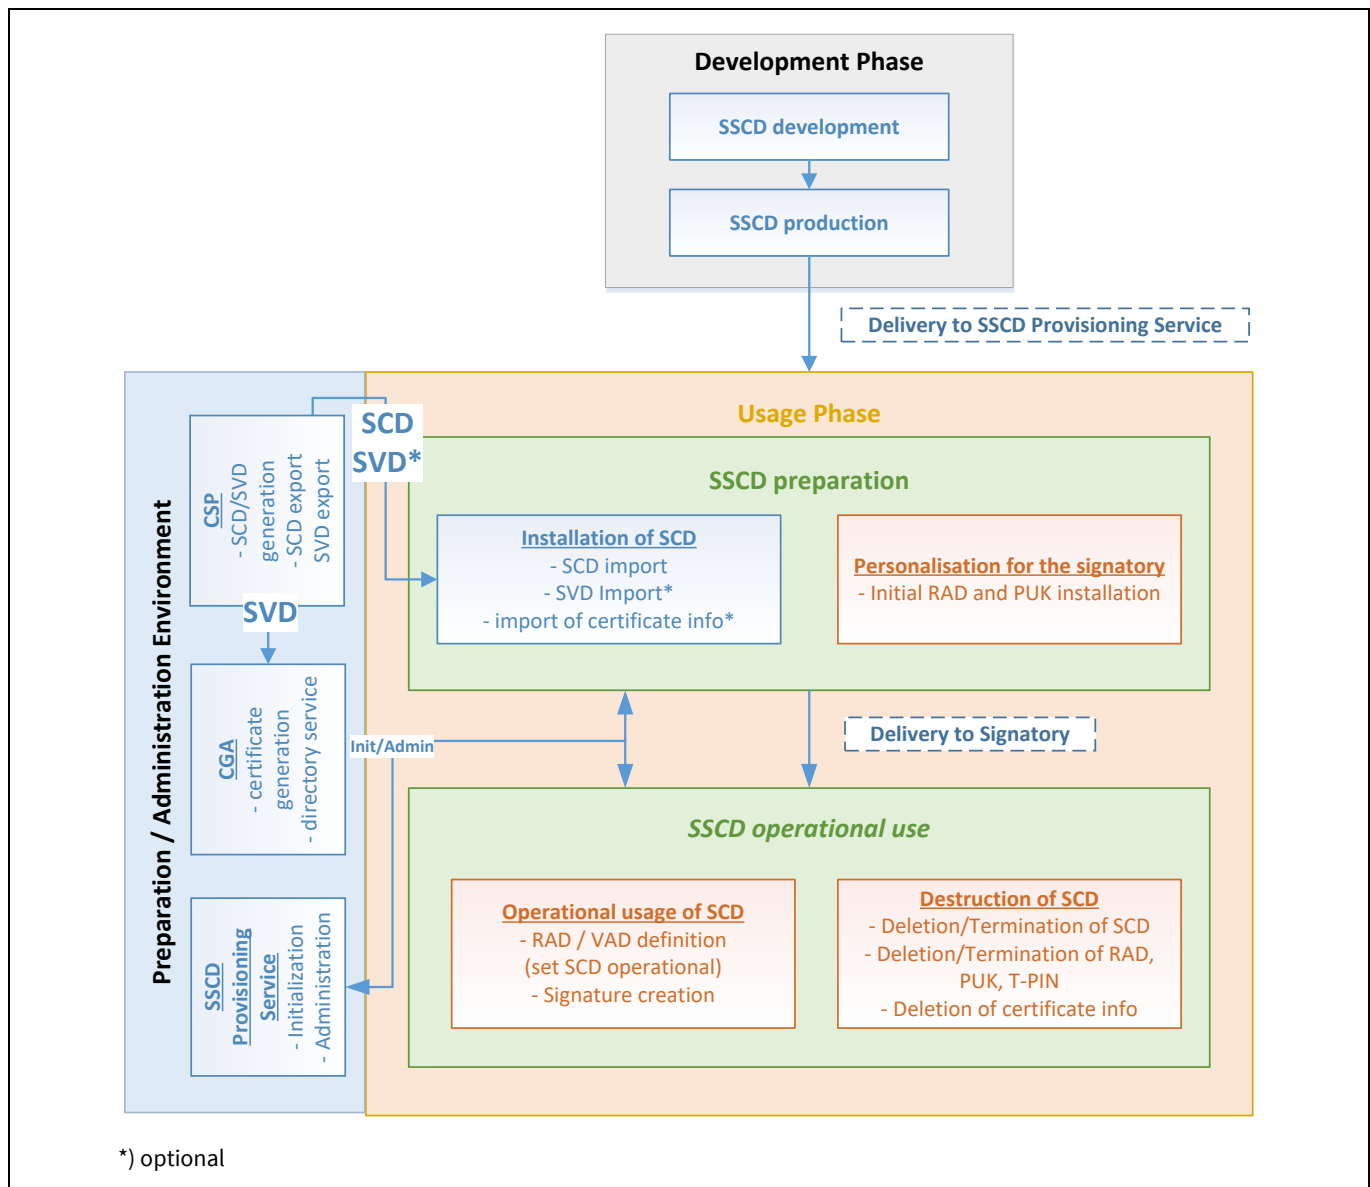 Development Phase
SSCD development
SSCD production
Delivery to SSCD Provisioning Service
Preparation / Administration Environment
CSP
- SCD/SVD
generation
- SCD export
SVD export
SCD
SVD*
SVD
CGA
- certificate
generation
- directory service
Init/Admin
SSCD
Provisioning
Service
- Initialization
- Administration
Usage Phase
SSCD preparation
Installation of SCD
- SCD import
- SVD Import*
- import of certificate info*
Personalisation for the signatory
- Initial RAD and PUK installation
Delivery to Signatory
SSCD operational use
Operational usage of SCD
- RAD / VAD definition
(set SCD operational)
- Signature creation
Destruction of SCD
- Deletion/Termination of SCD
- Deletion/Termination of RAD,
PUK, T-PIN
- Deletion of certificate info
*) optional